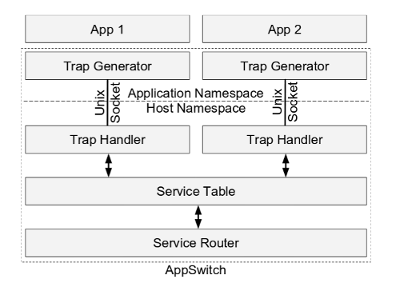 App 1
App 2
Trap Generator
Trap Generator
Unix
Socket
Application Namespace
Host Namespace
Unix
Socket
Trap Handler
Trap Handler
Service Table
Service Router
AppSwitch